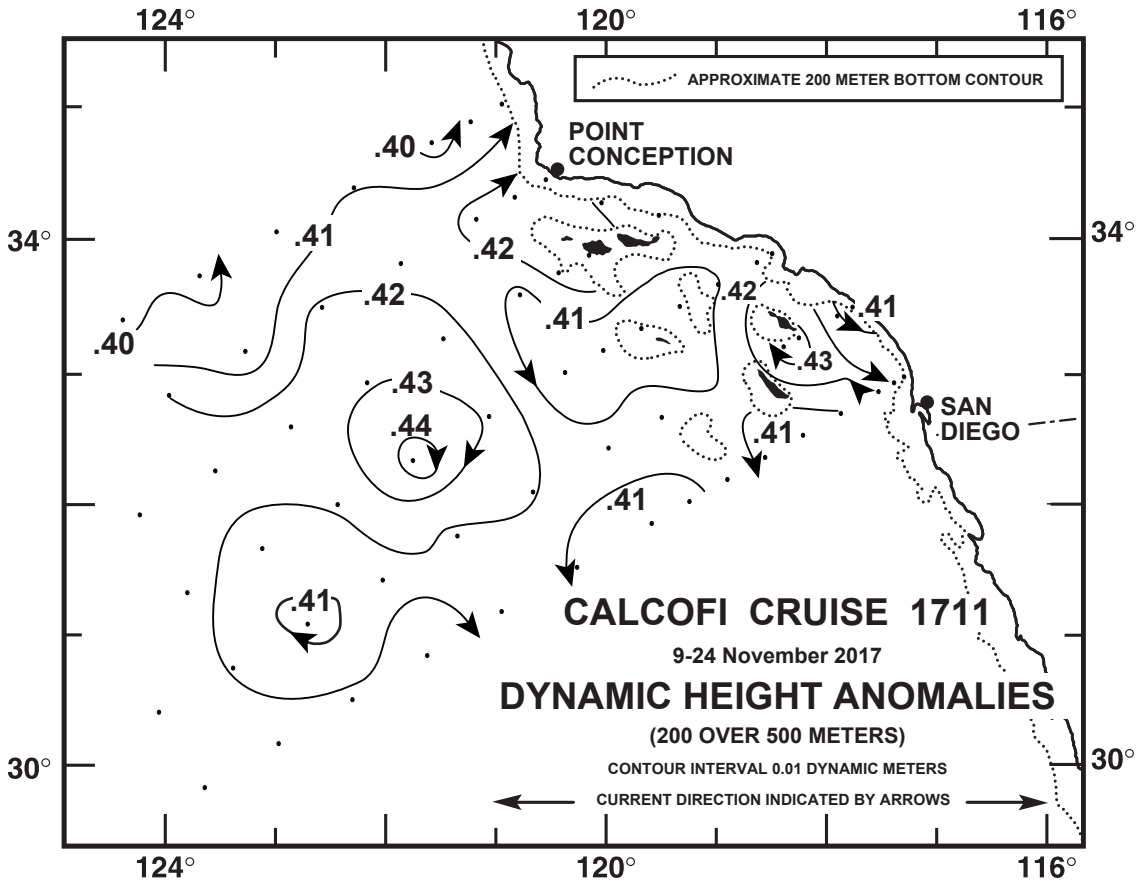 124° 120° 116°
APPROXIMATE 200 METER BOTTOM CONTOUR
POINT
CONCEPTION
.40
.41
34° 34°
.42
.42
.42
.41
.41
.40
.43
.43
.44
SAN
DIEGO
.41
.41
.41
CALCOFI CRUISE 1711
9-24 November 2017
DYNAMIC HEIGHT ANOMALIES
(200 OVER 500 METERS)
30° 30°
CONTOUR INTERVAL 0.01 DYNAMIC METERS
CURRENT DIRECTION INDICATED BY ARROWS
124° 120° 116°